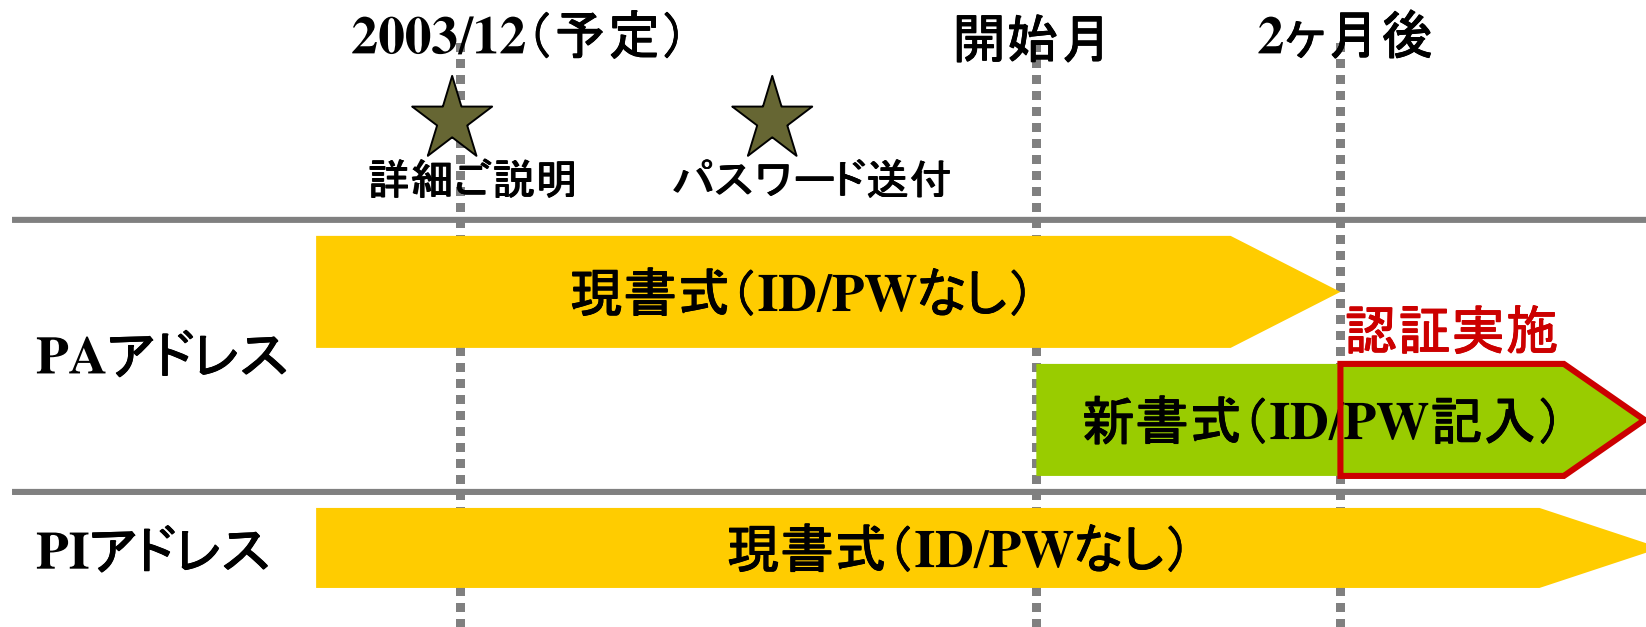 2003/12（予定）
開始月
2ヶ月後
詳細ご説明
パスワード送付
現書式（ID/PWなし）
PAアドレス
認証実施
新書式（ID/PW記入）
PIアドレス
現書式（ID/PWなし）